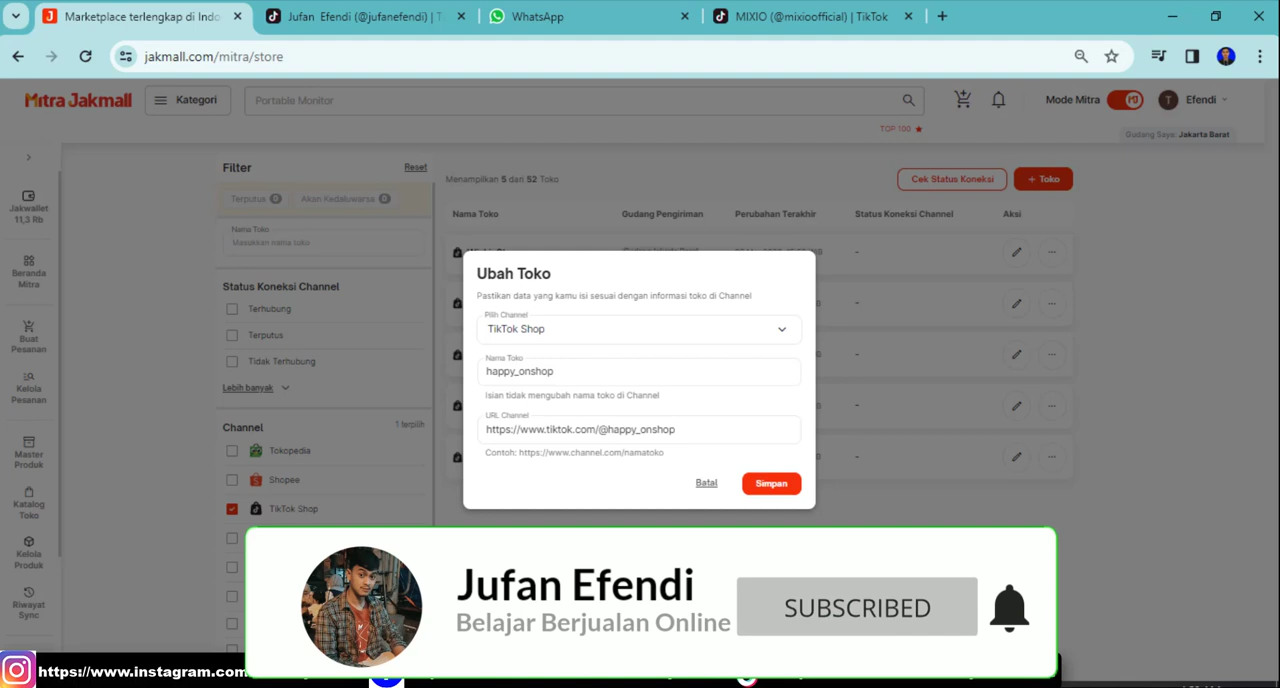 Marketplace terlengkap di Indo
Jufan Efendi (@jufanefendi) | T
WhatsApp
MIXIO (@mixioofficial) | TikTok
jakmall.com/mitra/store
Mitra Jakmall
Kategori
Portable Monitor
Mode Mitra
Efendi
TOP 100
Gudang Saya: Jakarta Barat
Jakwallet
11,3 Rb
Beranda
Mitra
Buat
Pesanan
Kelola
Pesanan
Master
Produk
Katalog
Toko
Kelola
Produk
Riwayat
Sync
Filter
Reset
Terputus 0
Akan Kedaluwarsa 0
Nama Toko
Masukkan nama toko
Status Koneksi Channel
Terhubung
Terputus
Tidak Terhubung
Lebih banyak
Channel
1 terpilih
Tokopedia
Shopee
TikTok Shop
Menampilkan 5 dari 52 Toko
Cek Status Koneksi
+ Toko
Nama Toko
Gudang Pengiriman
Perubahan Terakhir
Status Koneksi Channel
Aksi
Ubah Toko
Pastikan data yang kamu isi sesuai dengan informasi toko di Channel
Pilih Channel
TikTok Shop
Nama Toko
happy_onshop
Isian tidak mengubah nama toko di Channel
URL Channel
https://www.tiktok.com/@happy_onshop
Contoh: https://www.channel.com/namatoko
Batal
Simpan
Jufan Efendi
Belajar Berjualan Online
SUBSCRIBED
https://www.instagram.com